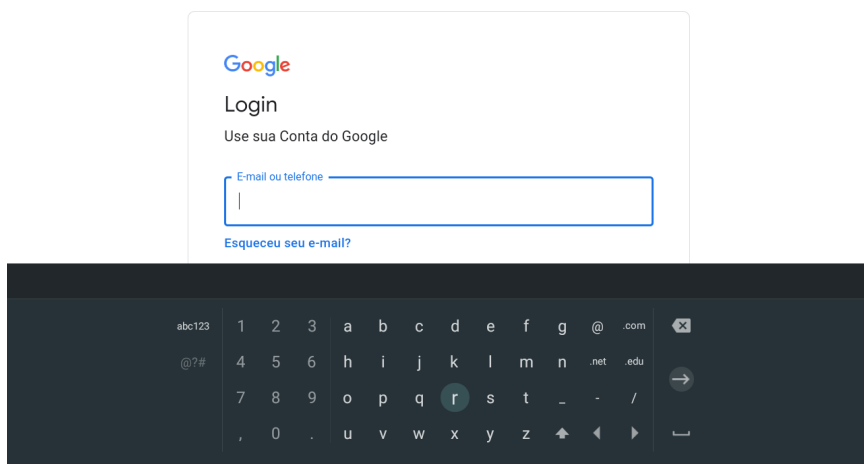 Google
Login
Use sua Conta do Google
E-mail ou telefone
Esqueceu seu e-mail?
abc123 1 2 3 a b c d e f g @ .com
@?# 4 5 6 h i j k l m n .net .edu
7 8 9 o p q r s t _ - /
, 0 . u v w x y z